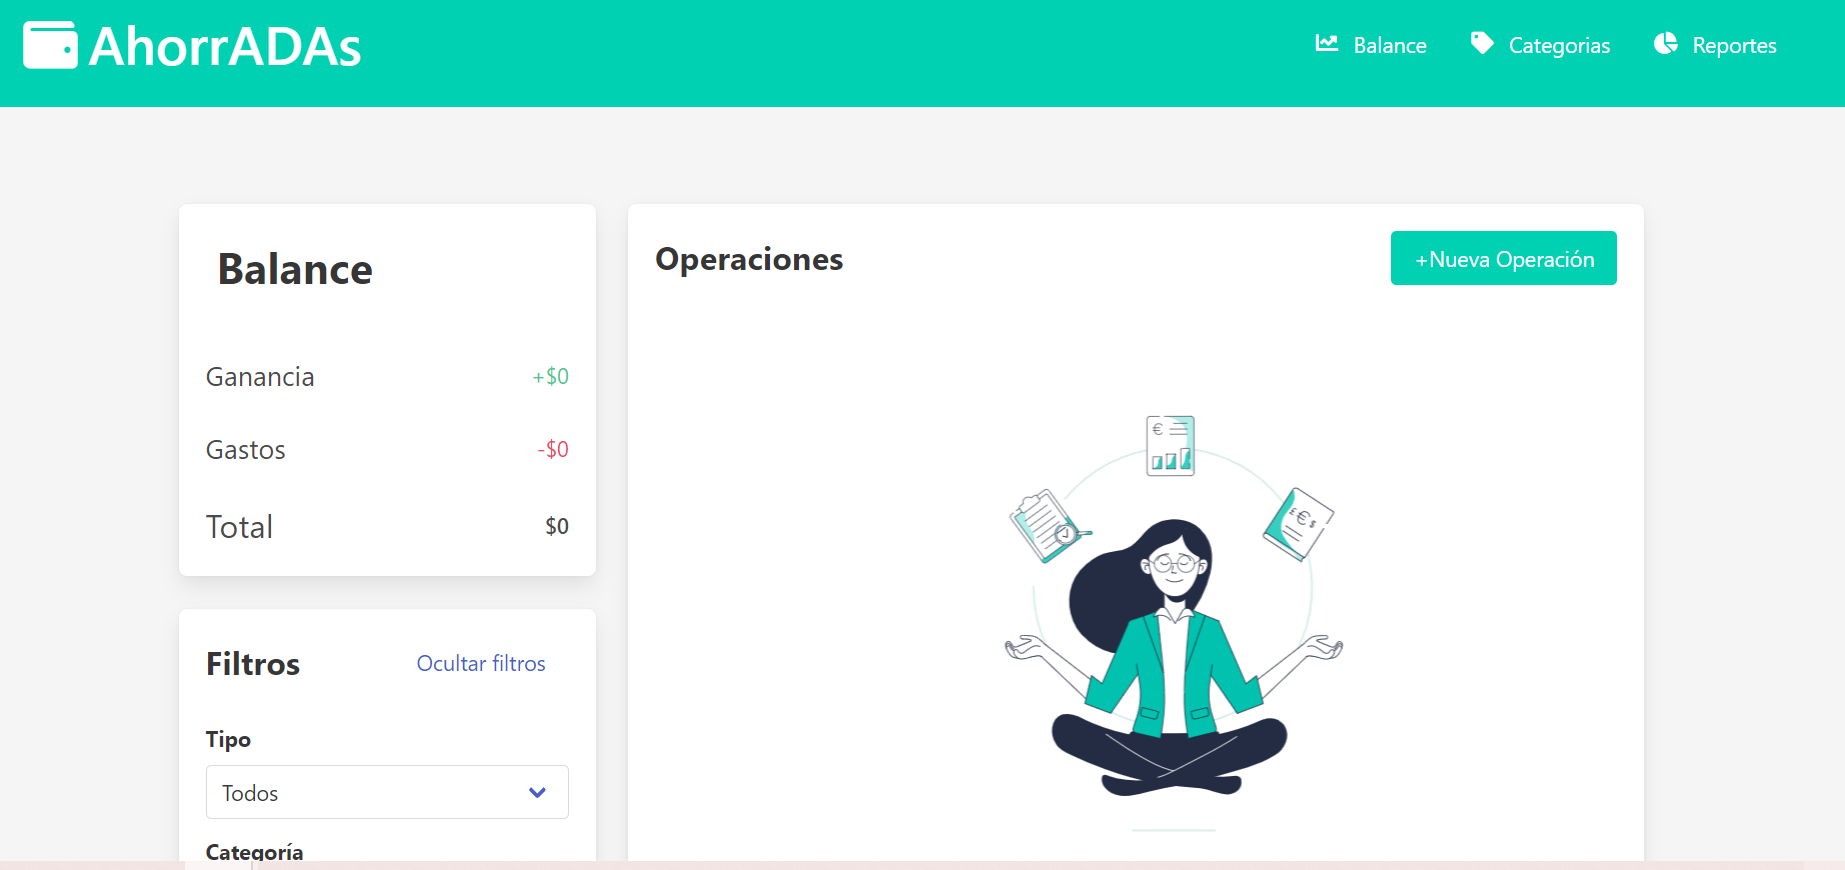 AhorrADAs
Balance
Categorias
Reportes
Balance
Ganancia
+$0
Gastos
-$0
Total
$0
Filtros
Ocultar filtros
Tipo
Todos
Categoría
Operaciones
+Nueva Operación
€
£ € $